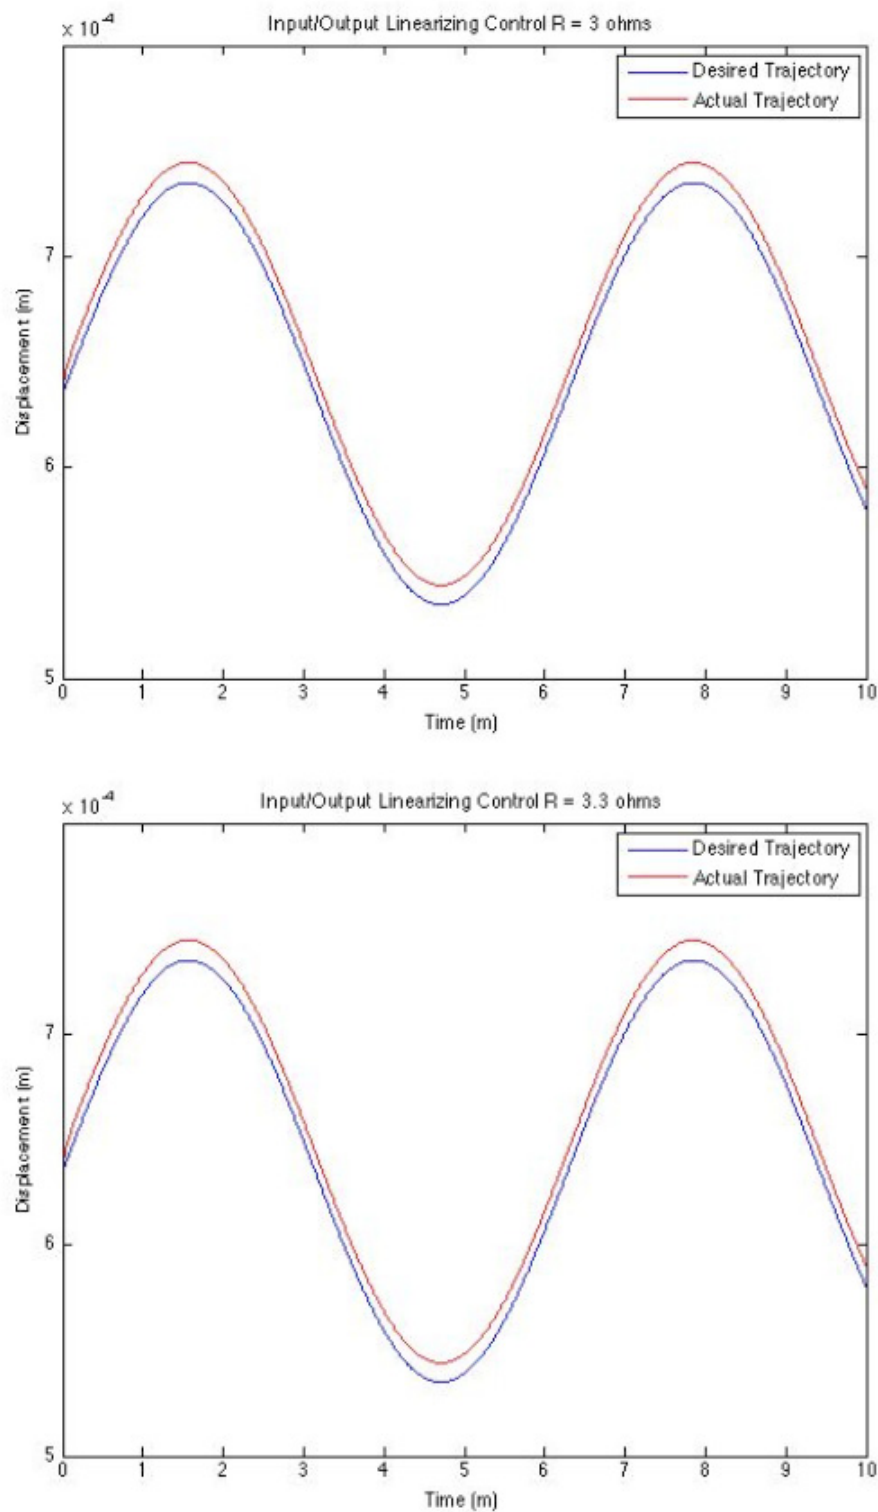 Input/Output Linearizing Control R = 3 ohms
x 10⁻⁴
Desired Trajectory
Actual Trajectory
7
6
5
Displacement (m)
0 1 2 3 4 5 6 7 8 9 10
Time (m)
Input/Output Linearizing Control R = 3.3 ohms
x 10⁻⁴
Desired Trajectory
Actual Trajectory
7
6
5
Displacement (m)
0 1 2 3 4 5 6 7 8 9 10
Time (m)